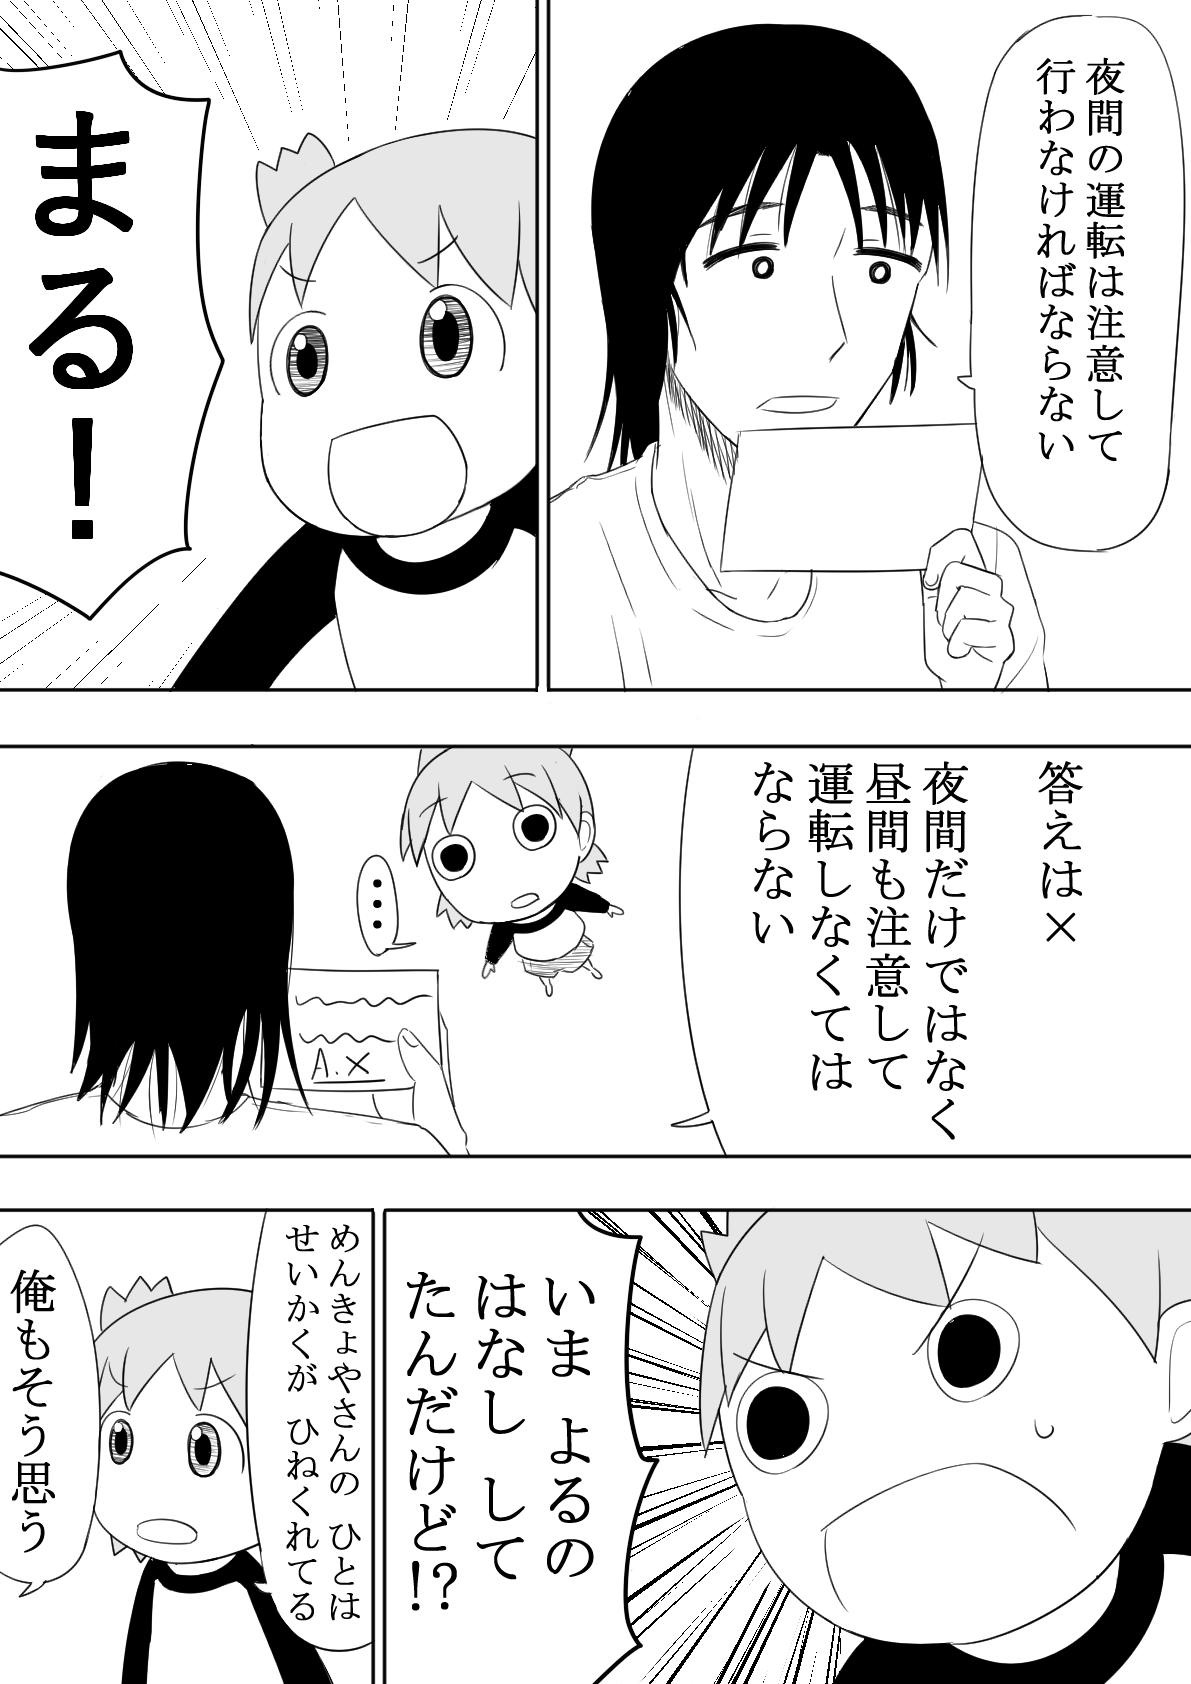 夜間の運転は注意して
行わなければならない
まる!
答えは×
夜間だけではなく
昼間も注意して
運転しなくては
ならない
…
A.×
いま よるの
はなし して
たんだけど!?
めんきょやさんの ひとは
せいかくが ひねくれてる
俺もそう思う